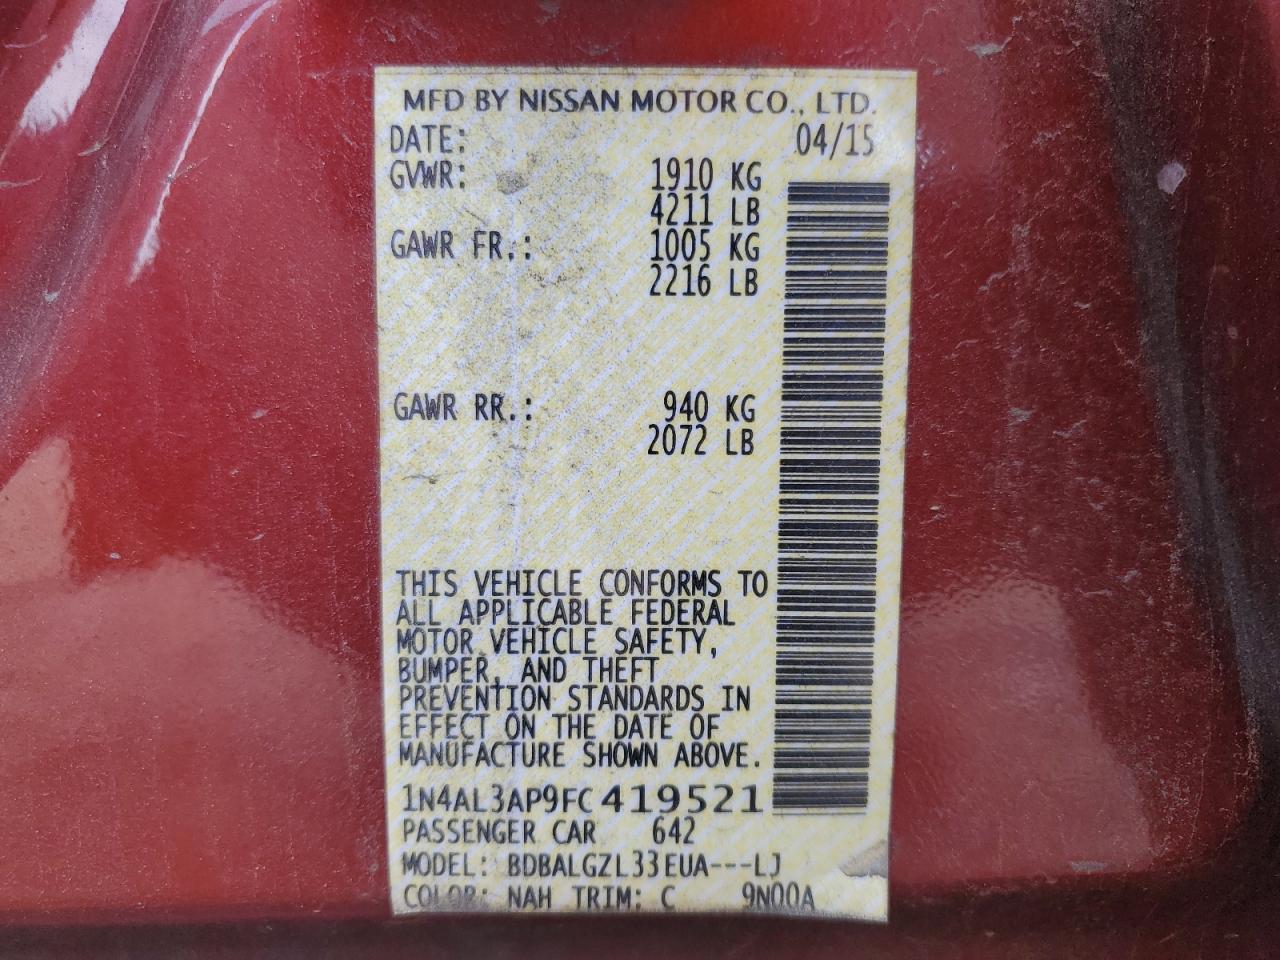 MFD BY NISSAN MOTOR CO., LTD.
DATE: 04/15
GVWR: 1910 KG
4211 LB
GAWR FR.: 1005 KG
2216 LB
GAWR RR.: 940 KG
2072 LB
THIS VEHICLE CONFORMS TO
ALL APPLICABLE FEDERAL
MOTOR VEHICLE SAFETY,
BUMPER, AND THEFT
PREVENTION STANDARDS IN
EFFECT ON THE DATE OF
MANUFACTURE SHOWN ABOVE.
1N4AL3AP9FC419521
PASSENGER CAR 642
MODEL: BDBALGZL33EUA---LJ
COLOR: NAH TRIM: C 9N00A